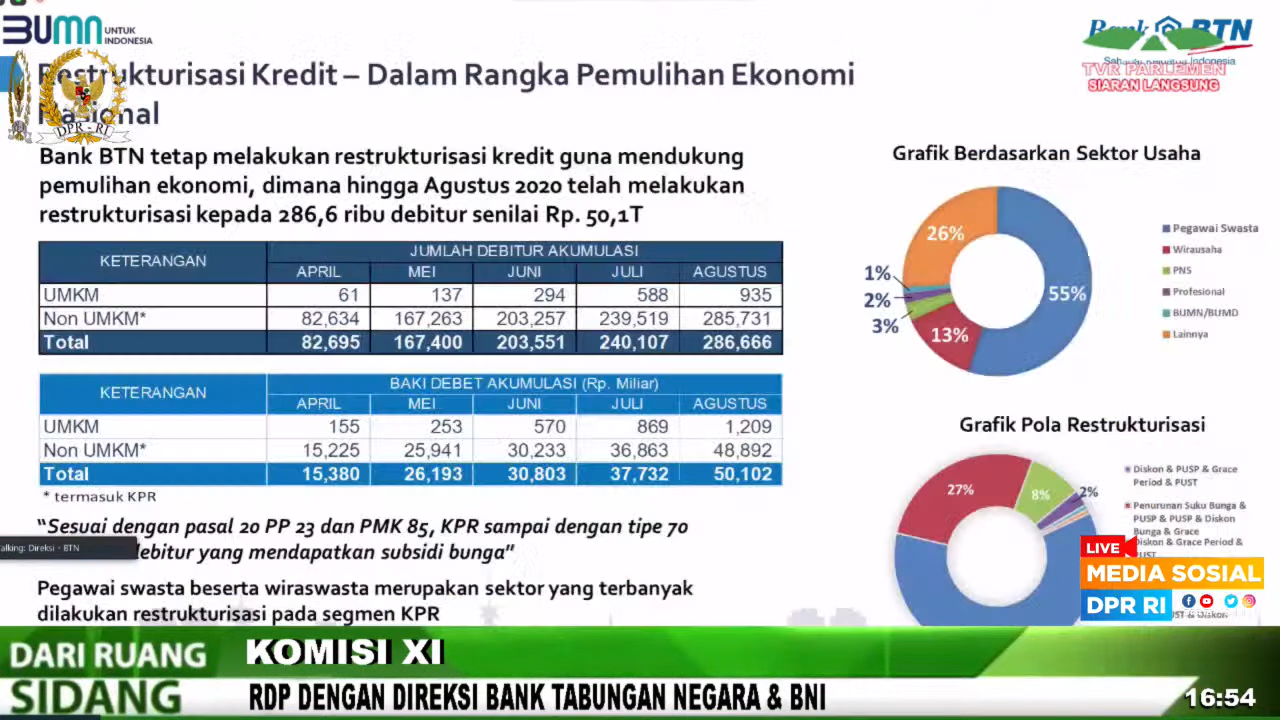 BUMN UNTUK
INDONESIA
Bank BTN
TVR PARLEMEN
SIARAN LANGSUNG
Restrukturisasi Kredit – Dalam Rangka Pemulihan Ekonomi
Nasional
DPR - RI
Bank BTN tetap melakukan restrukturisasi kredit guna mendukung
pemulihan ekonomi, dimana hingga Agustus 2020 telah melakukan
restrukturisasi kepada 286,6 ribu debitur senilai Rp. 50,1T
KETERANGAN JUMLAH DEBITUR AKUMULASI
APRIL MEI JUNI JULI AGUSTUS
UMKM 61 137 294 588 935
Non UMKM* 82,634 167,263 203,257 239,519 285,731
Total 82,695 167,400 203,551 240,107 286,666
KETERANGAN BAKI DEBET AKUMULASI (Rp. Miliar)
APRIL MEI JUNI JULI AGUSTUS
UMKM 155 253 570 869 1,209
Non UMKM* 15,225 25,941 30,233 36,863 48,892
Total 15,380 26,193 30,803 37,732 50,102
* termasuk KPR
"Sesuai dengan pasal 20 PP 23 dan PMK 85, KPR sampai dengan tipe 70
debitur yang mendapatkan subsidi bunga"
Talking: Direksi - BTN
Pegawai swasta beserta wiraswasta merupakan sektor yang terbanyak
dilakukan restrukturisasi pada segmen KPR
Grafik Berdasarkan Sektor Usaha
26%
1%
2%
3%
13%
55%
Pegawai Swasta
Wirausaha
PNS
Profesional
BUMN/BUMD
Lainnya
Grafik Pola Restrukturisasi
27%
8%
2%
Diskon & PUSP & Grace
Period & PUST
Penurunan Suku Bunga &
PUSP & PUSP & Diskon
Bunga & Grace
Diskon & Grace Period &
PUST
LIVE
MEDIA SOSIAL
DPR RI
DARI RUANG
SIDANG
KOMISI XI
RDP DENGAN DIREKSI BANK TABUNGAN NEGARA & BNI
16:54